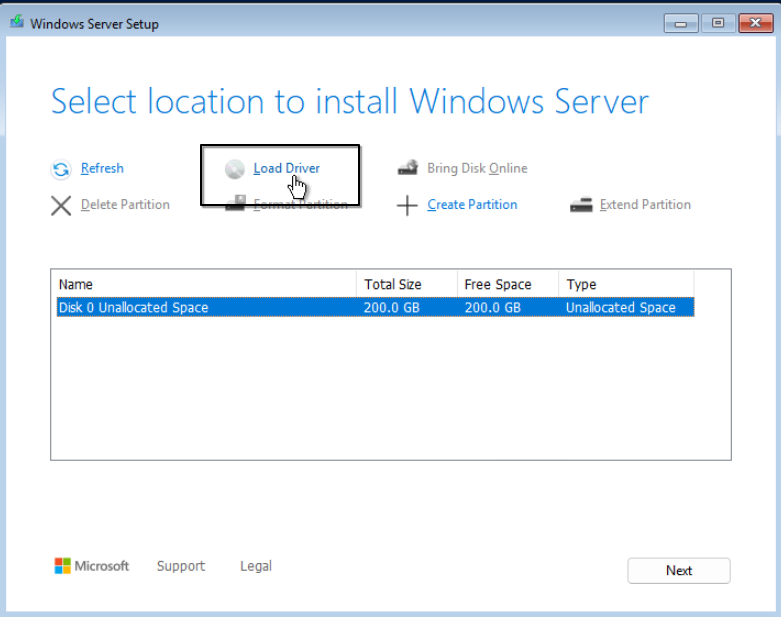 Windows Server Setup
Select location to install Windows Server
Refresh
Load Driver
Bring Disk Online
Delete Partition
Format Partition
Create Partition
Extend Partition
Name Total Size Free Space Type
Disk 0 Unallocated Space 200.0 GB 200.0 GB Unallocated Space
Microsoft Support Legal
Next